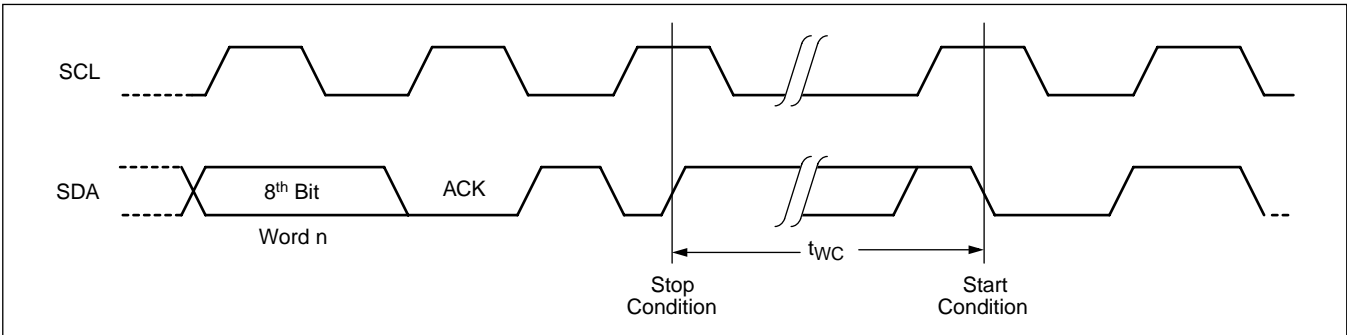 SCL
SDA
8th Bit
ACK
Word n
tWC
Stop
Condition
Start
Condition